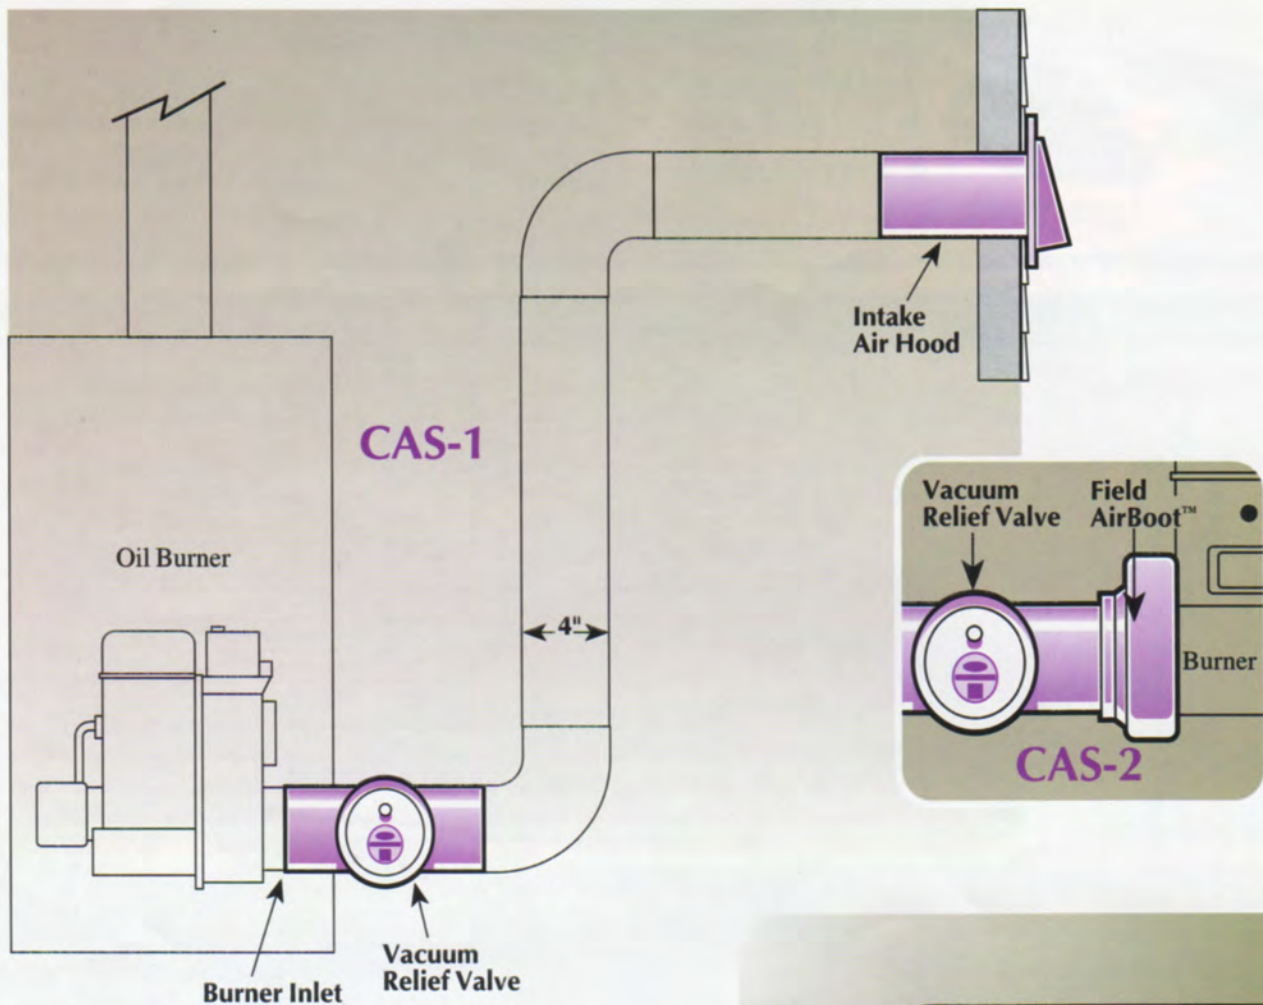 Intake
Air Hood
CAS-1
Vacuum
Relief Valve
Field
AirBoot™
Oil Burner
4"
Burner
CAS-2
Vacuum
Relief Valve
Burner Inlet